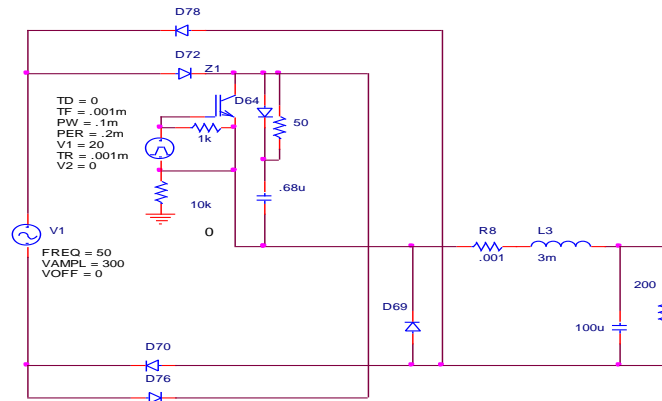 D78
D72
Z1
TD = 0
TF = .001m
PW = .1m
PER = .2m
V1 = 20
TR = .001m
V2 = 0
D64
50
1k
.68u
10k
0
V1
FREQ = 50
VAMPL = 300
VOFF = 0
R8
.001
L3
3m
D69
200
100u
D70
D76